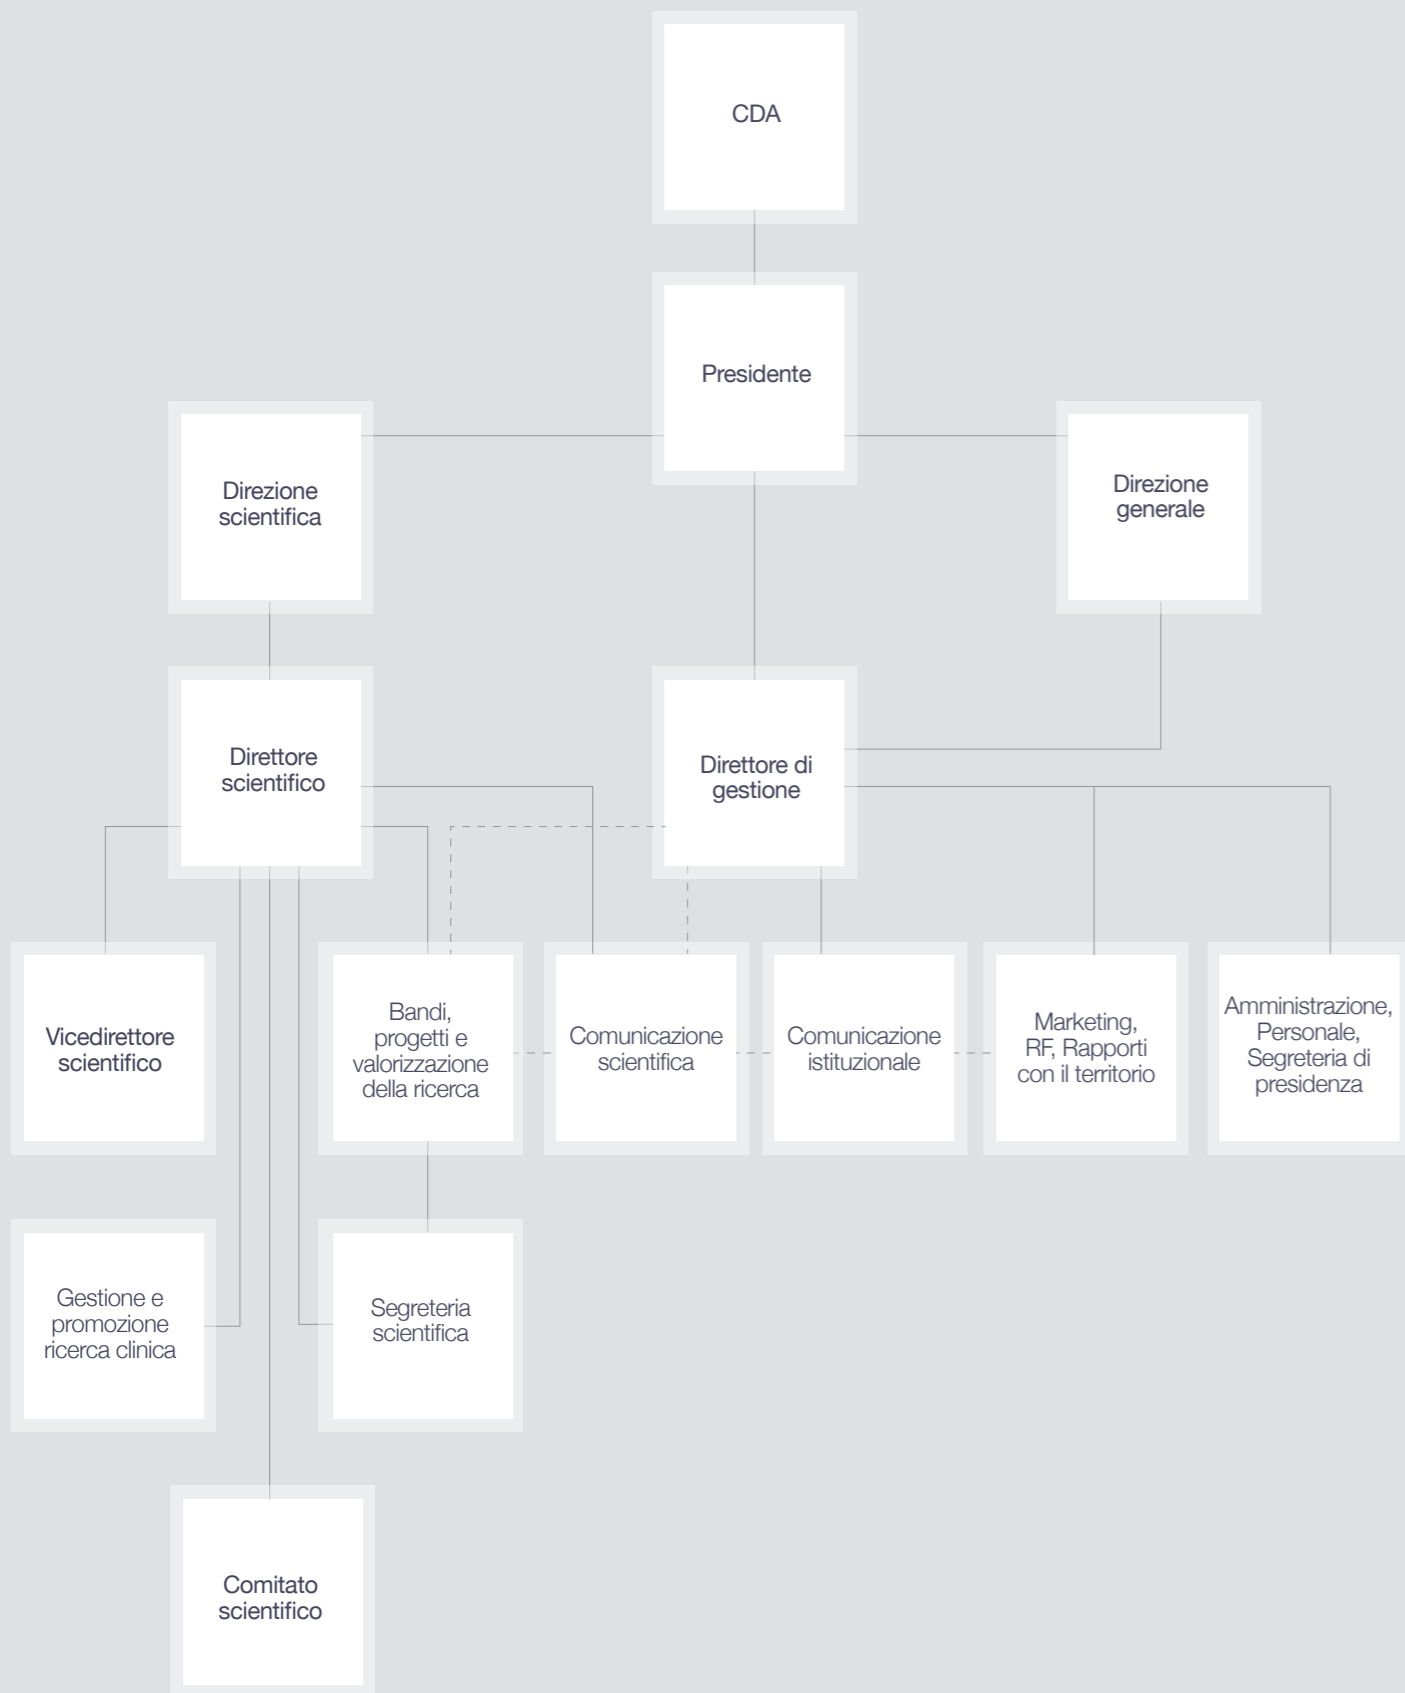 CDA
Presidente
Direzione
scientifica
Direzione
generale
Direttore
scientifico
Direttore di
gestione
Vicedirettore
scientifico
Bandi,
progetti e
valorizzazione
della ricerca
Comunicazione
scientifica
Comunicazione
istituzionale
Marketing,
RF, Rapporti
con il territorio
Amministrazione,
Personale,
Segreteria di
presidenza
Gestione e
promozione
ricerca clinica
Segreteria
scientifica
Comitato
scientifico